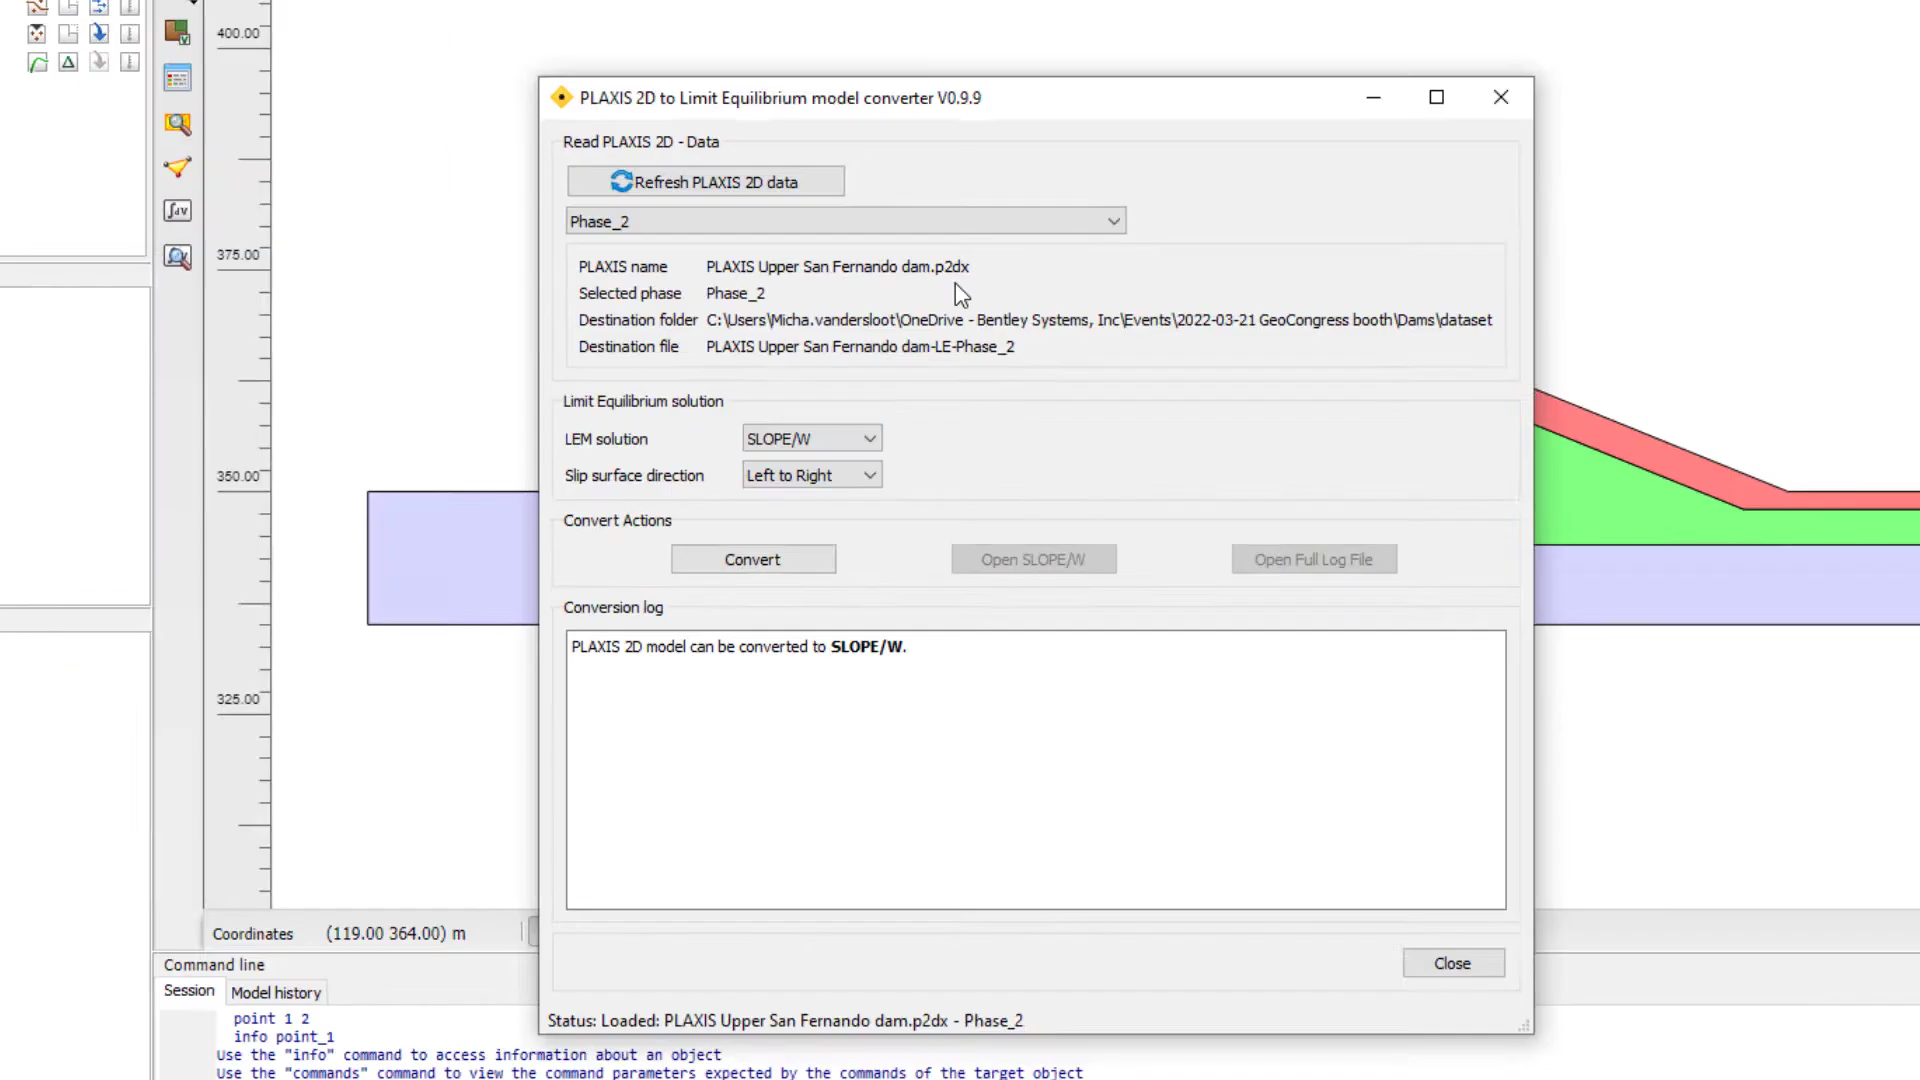 400.00
375.00
350.00
325.00
PLAXIS 2D to Limit Equilibrium model converter V0.9.9
Read PLAXIS 2D - Data
Refresh PLAXIS 2D data
Phase_2
PLAXIS name PLAXIS Upper San Fernando dam.p2dx
Selected phase Phase_2
Destination folder C:\Users\Micha.vandersloot\OneDrive - Bentley Systems, Inc\Events\2022-03-21 GeoCongress booth\Dams\dataset
Destination file PLAXIS Upper San Fernando dam-LE-Phase_2
Limit Equilibrium solution
LEM solution SLOPE/W
Slip surface direction Left to Right
Convert Actions
Convert Open SLOPE/W Open Full Log File
Conversion log
PLAXIS 2D model can be converted to SLOPE/W.
Close
Status: Loaded: PLAXIS Upper San Fernando dam.p2dx - Phase_2
Coordinates (119.00 364.00) m
Command line
Session Model history
point 1 2
info point_1
Use the "info" command to access information about an object
Use the "commands" command to view the command parameters expected by the commands of the target object